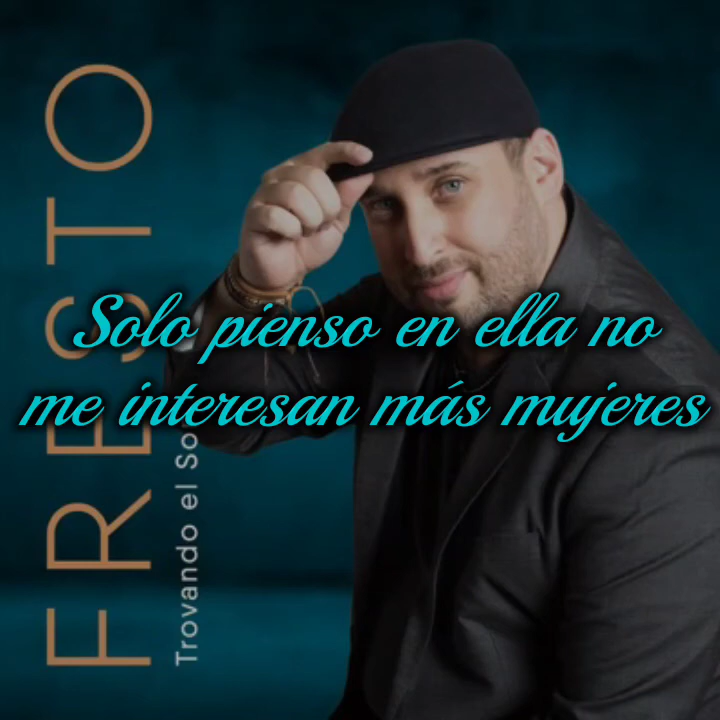 FRESTO
Trovando el So
Solo pienso en ella no
me interesan más mujeres